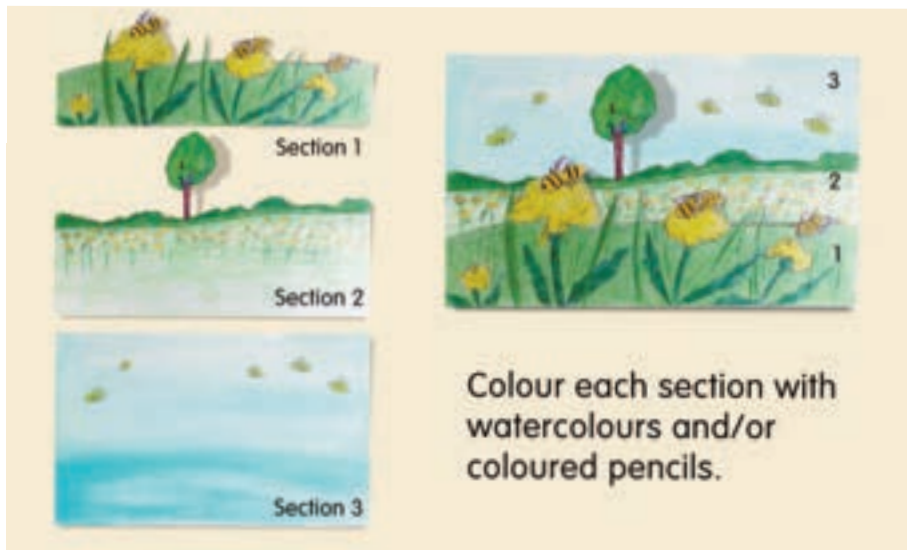 Section 1
Section 2
Section 3
3
2
1
Colour each section with
watercolours and/or
coloured pencils.